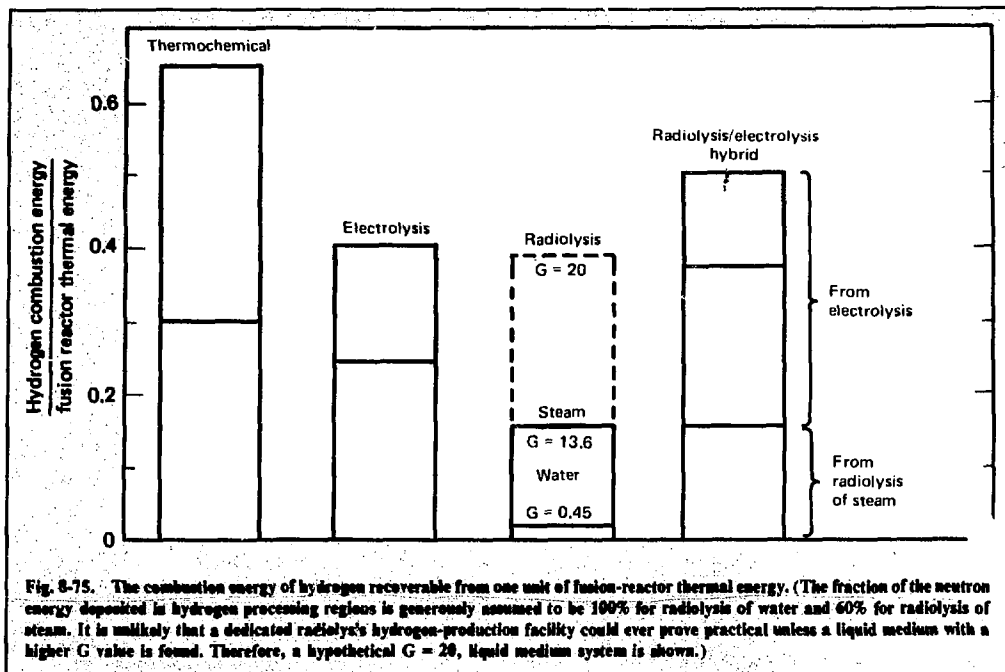 Thermochemical
0.6
Radiolysis/electrolysis
hybrid
Hydrogen combustion energy
fusion reactor thermal energy
Electrolysis
Radiolysis
0.4
G = 20
From
electrolysis
0.2
Steam
G = 13.6
Water
From
radiolysis
of steam
G = 0.45
0
Fig. 8-75. The combustion energy of hydrogen recoverable from one unit of fusion-reactor thermal energy. (The fraction of the neutron
energy deposited in hydrogen processing regions is generously assumed to be 100% for radiolysis of water and 60% for radiolysis of
steam. It is unlikely that a dedicated radiolys's hydrogen-production facility could ever prove practical unless a liquid medium with a
higher G value is found. Therefore, a hypothetical G = 20, liquid medium system is shown.)